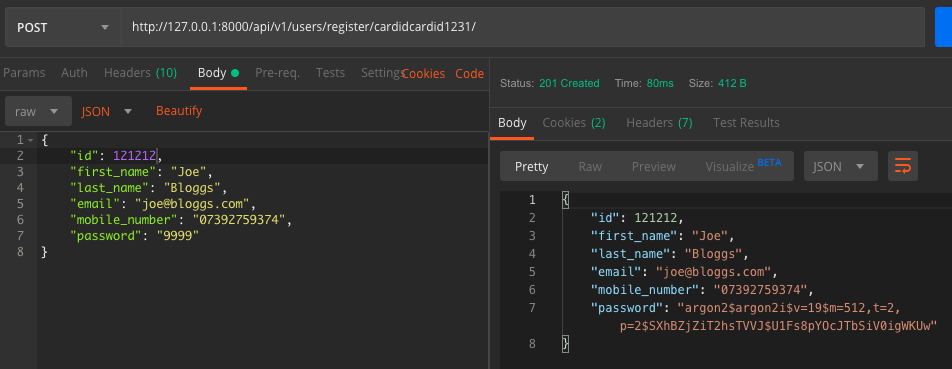 POST http://127.0.0.1:8000/api/v1/users/register/cardidcardid1231/
Params Auth Headers (10) Body Pre-req. Tests Settings Cookies Code
raw JSON Beautify
1 {
2 "id": 121212,
3 "first_name": "Joe",
4 "last_name": "Bloggs",
5 "email": "joe@bloggs.com",
6 "mobile_number": "07392759374",
7 "password": "9999"
8 }
Status: 201 Created Time: 80ms Size: 412 B
Body Cookies (2) Headers (7) Test Results
Pretty Raw Preview Visualize BETA JSON
1 {
2 "id": 121212,
3 "first_name": "Joe",
4 "last_name": "Bloggs",
5 "email": "joe@bloggs.com",
6 "mobile_number": "07392759374",
7 "password": "argon2$argon2i$v=19$m=512,t=2,
p=2$SXhBZjZiT2hsTVVJ$U1Fs8pYOcJTbSiV0igWKUw"
8 }